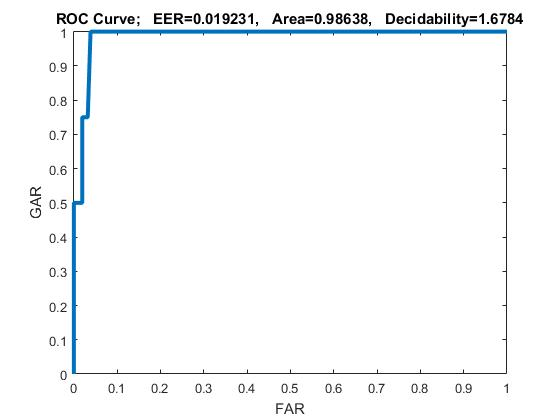 ROC Curve;   EER=0.019231,   Area=0.98638,   Decidability=1.6784
1
0.9
0.8
0.7
0.6
0.5
0.4
0.3
0.2
0.1
0
GAR
0 0.1 0.2 0.3 0.4 0.5 0.6 0.7 0.8 0.9 1
FAR